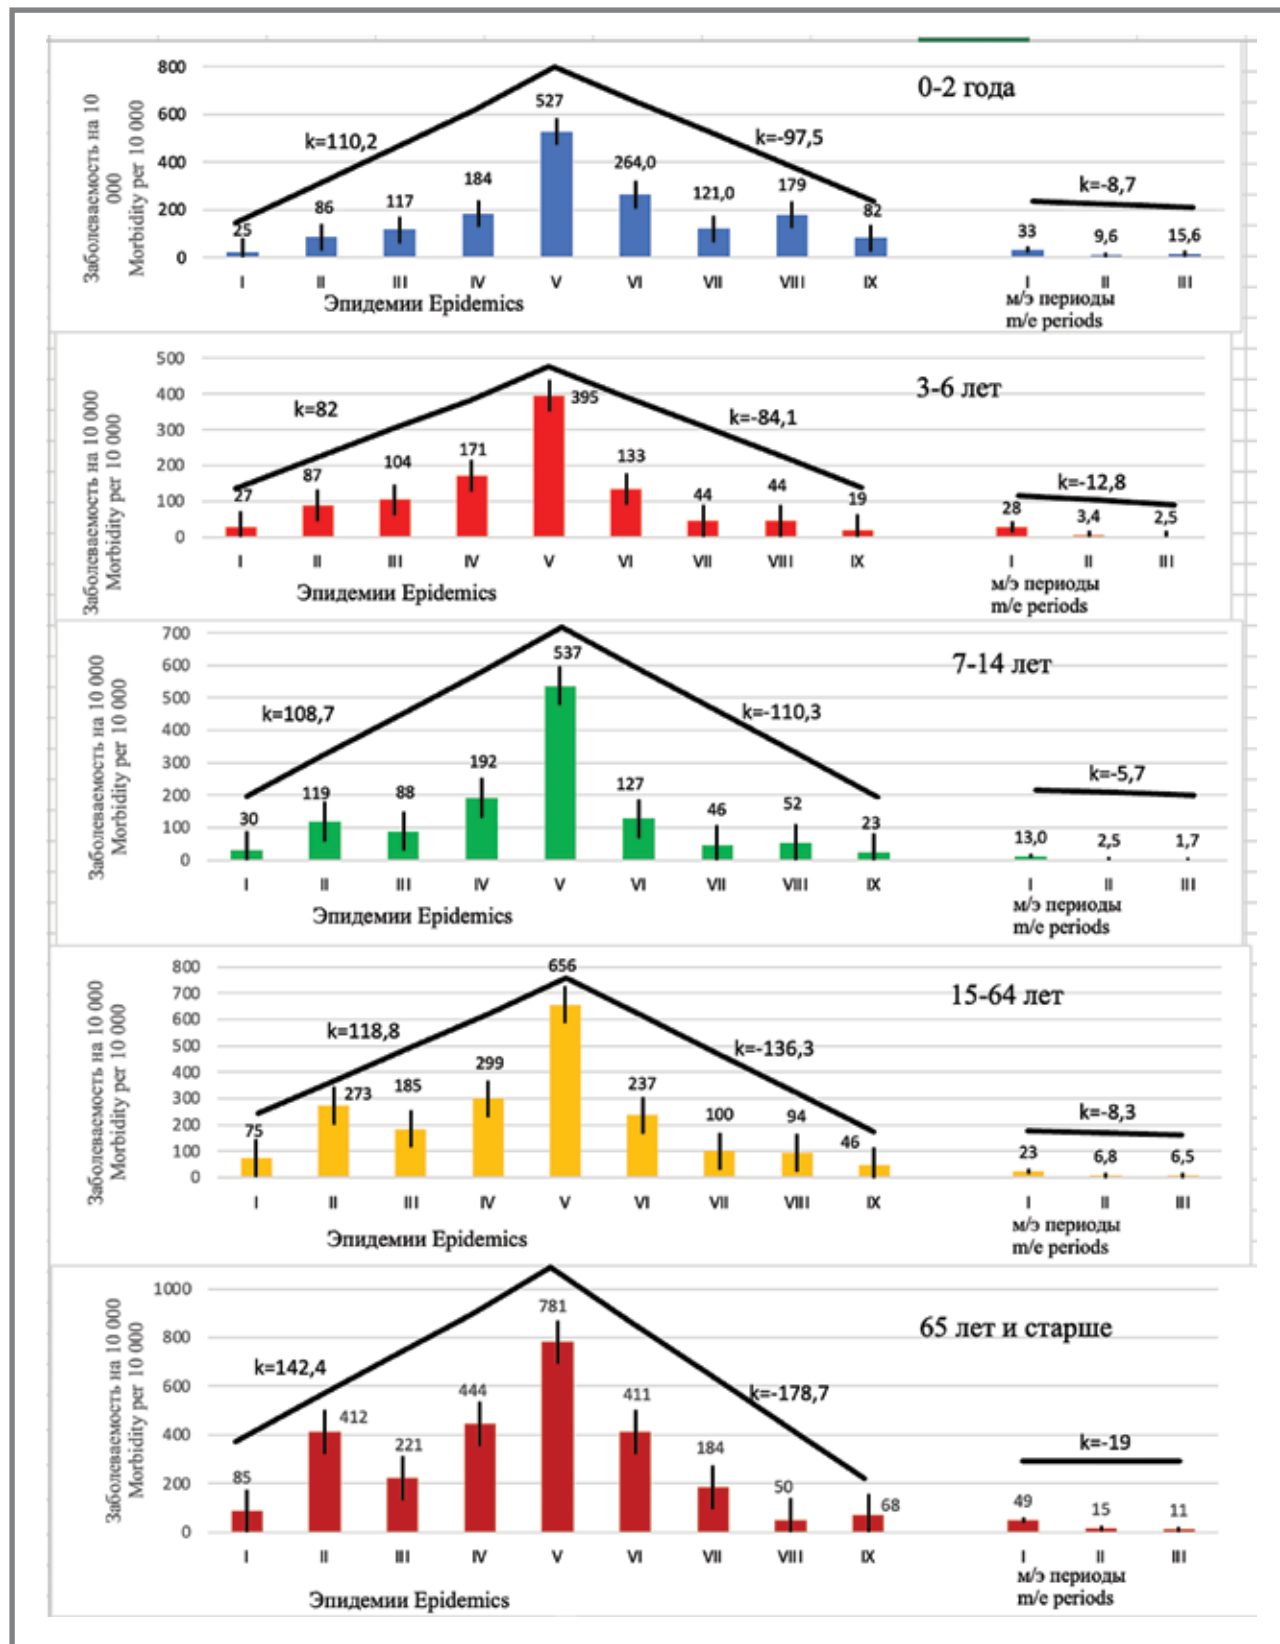 Заболеваемость на 10
000
Morbidity per 10 000
800
600
400
200
0
0-2 года
k=110,2
k=-97,5
k=-8,7
25
86
117
184
527
264,0
121,0
179
82
33
9,6
15,6
I II III IV V VI VII VIII IX I II III
Эпидемии Epidemics
м/э периоды
m/e periods
Заболеваемость на 10 000
Morbidity per 10 000
500
400
300
200
100
0
3-6 лет
k=82
k=-84,1
k=-12,8
27
87
104
171
395
133
44
44
19
28
3,4
2,5
I II III IV V VI VII VIII IX I II III
Эпидемии Epidemics
м/э периоды
m/e periods
Заболеваемость на 10 000
Morbidity per 10 000
700
600
500
400
300
200
100
0
7-14 лет
k=108,7
k=-110,3
k=-5,7
30
119
88
192
537
127
46
52
23
13,0
2,5
1,7
I II III IV V VI VII VIII IX I II III
Эпидемии Epidemics
м/э периоды
m/e periods
Заболеваемость на 10 000
Morbidity per 10 000
800
700
600
500
400
300
200
100
0
15-64 лет
k=118,8
k=-136,3
k=-8,3
75
273
185
299
656
237
100
94
46
23
6,8
6,5
I II III IV V VI VII VIII IX I II III
Эпидемии Epidemics
м/э периоды
m/e periods
Заболеваемость на 10 000
Morbidity per 10 000
1000
800
600
400
200
0
65 лет и старше
k=142,4
k=-178,7
k=-19
85
412
221
444
781
411
184
50
68
49
15
11
I II III IV V VI VII VIII IX I II III
Эпидемии Epidemics
м/э периоды
m/e periods